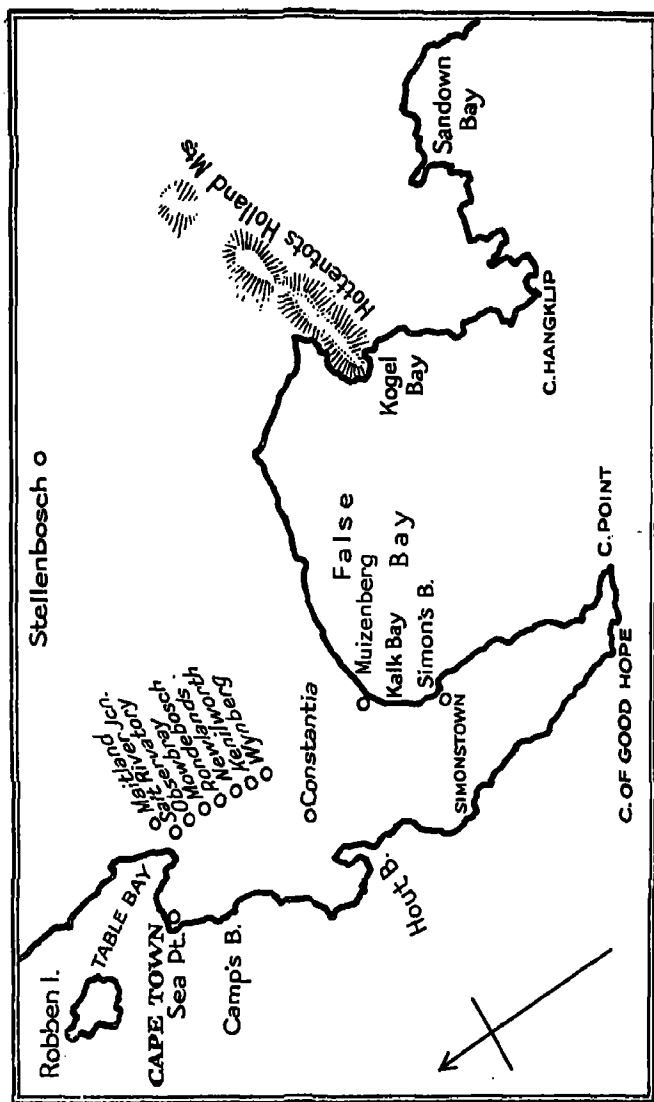 Robben I.
TABLE BAY
CAPE TOWN
Sea Pt.
Camp's B.
Hout B.
Stellenbosch
Maitland Jcn.
Salt River
Observatory
Mowbray
Rondebosch
Newlands
Kenilworth
Wynberg
Constantia
False
Bay
Muizenberg
Kalk Bay
Simon's B.
SIMONSTOWN
C. OF GOOD HOPE
C. POINT
Hottentots Holland Mts.
Kogel
Bay
C. HANGKLIP
Sandown
Bay